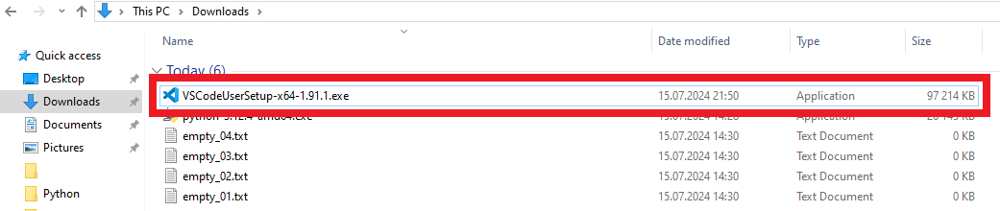 This PC > Downloads >
Name Date modified Type Size
Quick access
Desktop
Downloads
Documents
Pictures
Python
Today (6)
VSCodeUserSetup-x64-1.91.1.exe 15.07.2024 21:50 Application 97 214 KB
python-3.12.4-amd64.exe 15.07.2024 Application KB
empty_04.txt 15.07.2024 14:30 Text Document 0 KB
empty_03.txt 15.07.2024 14:30 Text Document 0 KB
empty_02.txt 15.07.2024 14:30 Text Document 0 KB
empty_01.txt 15.07.2024 14:30 Text Document 0 KB